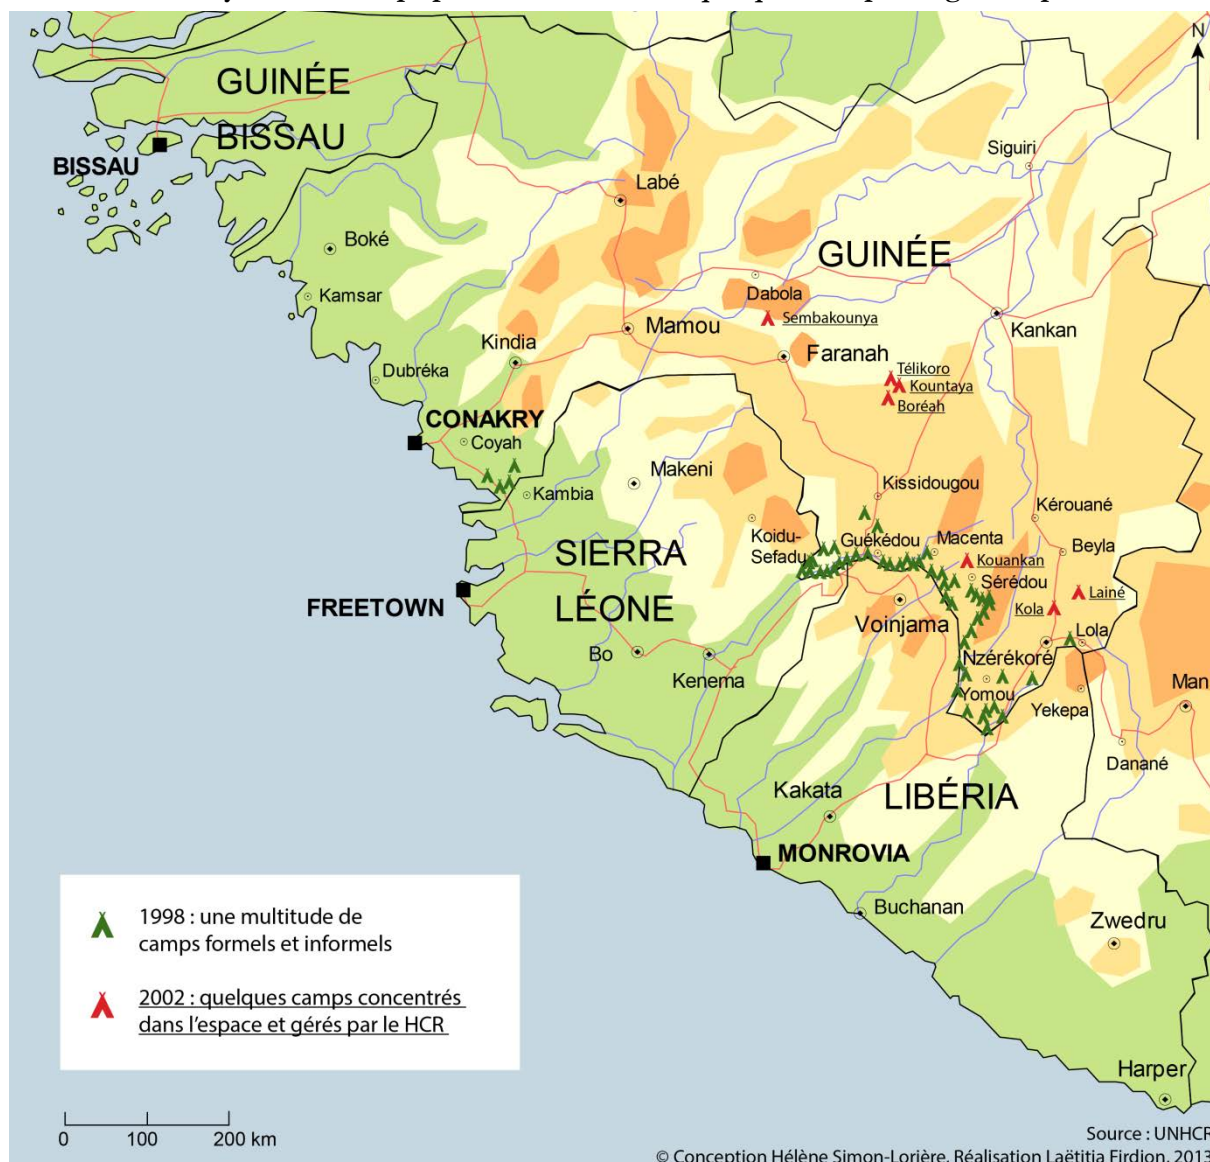 N
GUINÉE
BISSAU
BISSAU
Siguiri
Labé
Boké
GUINÉE
Kamsar
Dabola
Sembakounya
Mamou
Kankan
Kindia
Faranah
Dubréka
Télikoro
Kountaya
Boréah
CONAKRY
Coyah
Makeni
Kissidougou
Kambia
Kérouané
Koidu-
Sefadu
Guékédou
Macenta
Beyla
SIERRA
LÉONE
Kouankan
Sérédou
Lainé
FREETOWN
Kola
Voinjama
Lola
Bo
Nzérékoré
Kenema
Yomou
Yekepa
Man
Danané
Kakata
LIBÉRIA
MONROVIA
Buchanan
Zwedru
1998 : une multitude de
camps formels et informels
2002 : quelques camps concentrés
dans l'espace et gérés par le HCR
Harper
0 100 200 km
Source : UNHCR
© Conception Hélène Simon-Lorière, Réalisation Laëtitia Firdion, 2013